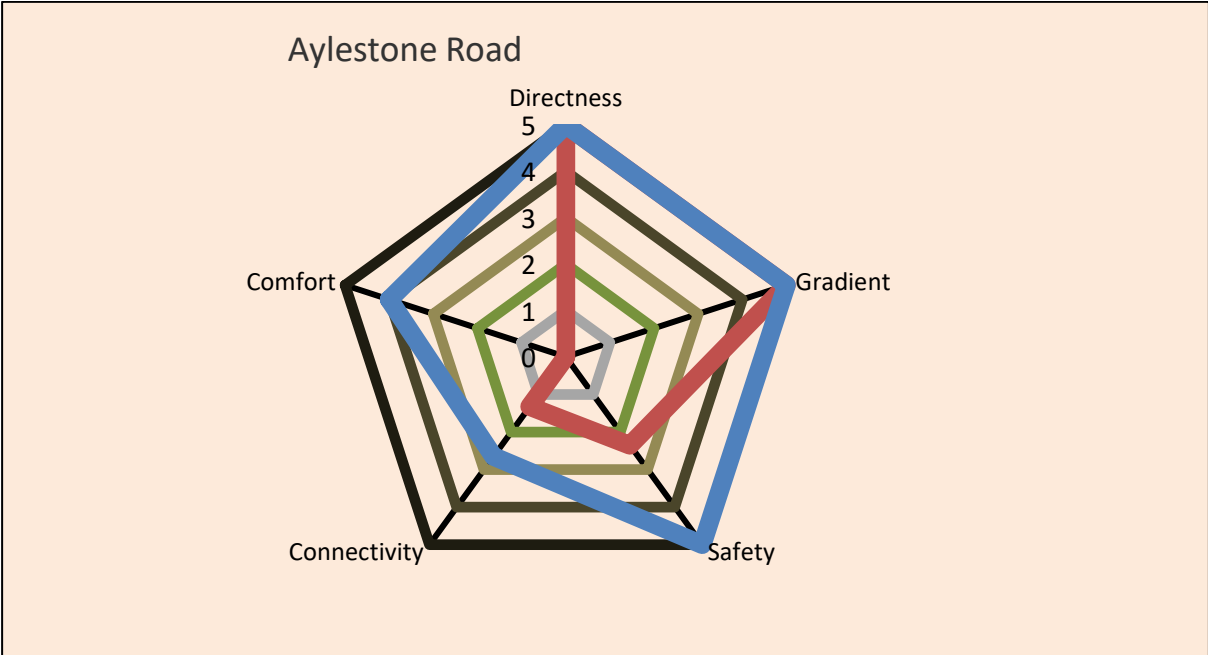 Aylestone Road
Directness
5
4
3
2
1
0
Comfort
Gradient
Connectivity
Safety